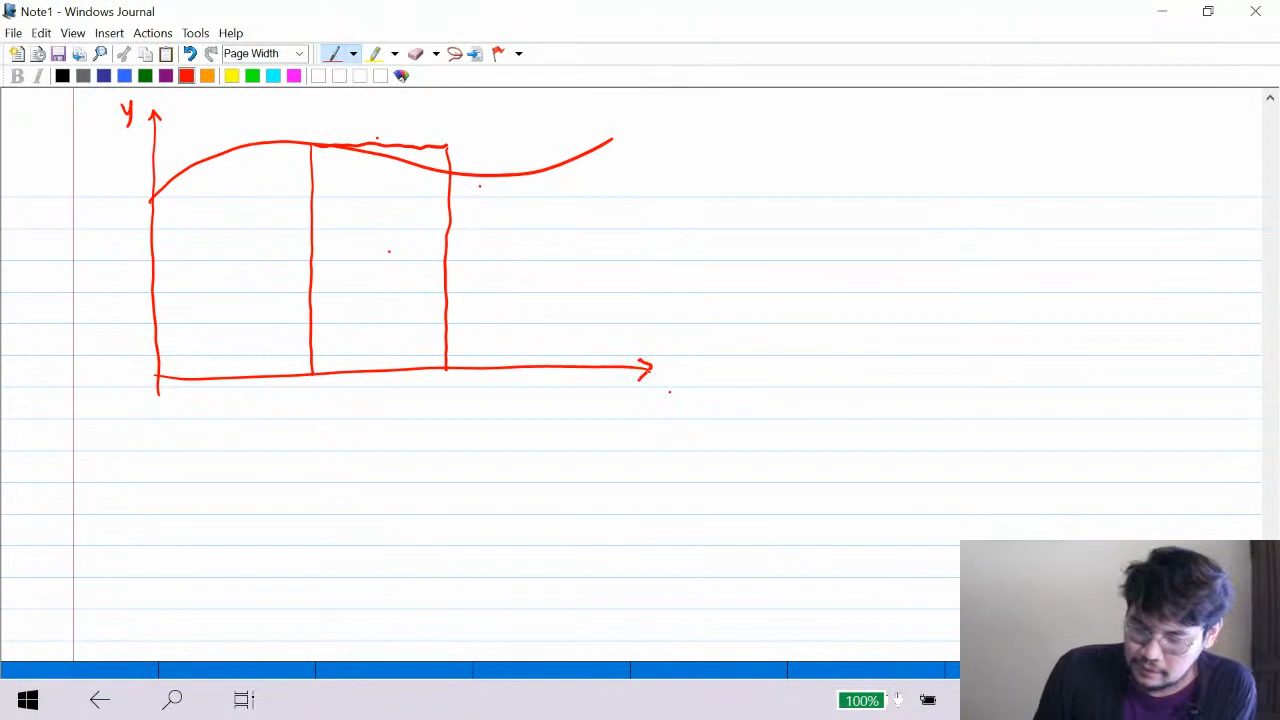 Note1 - Windows Journal
File Edit View Insert Actions Tools Help
Page Width
B I
y
100%